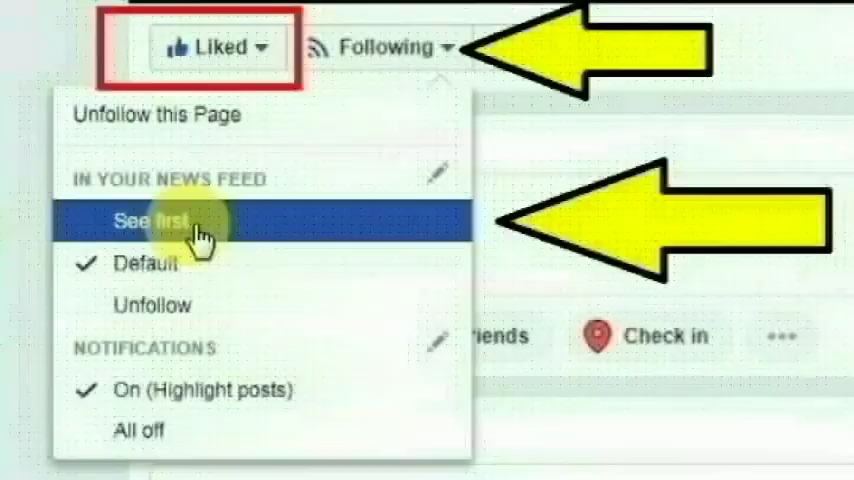 Liked Following
Unfollow this Page
IN YOUR NEWS FEED
See first
Default
Unfollow
riends Check in
NOTIFICATIONS
On (Highlight posts)
All off